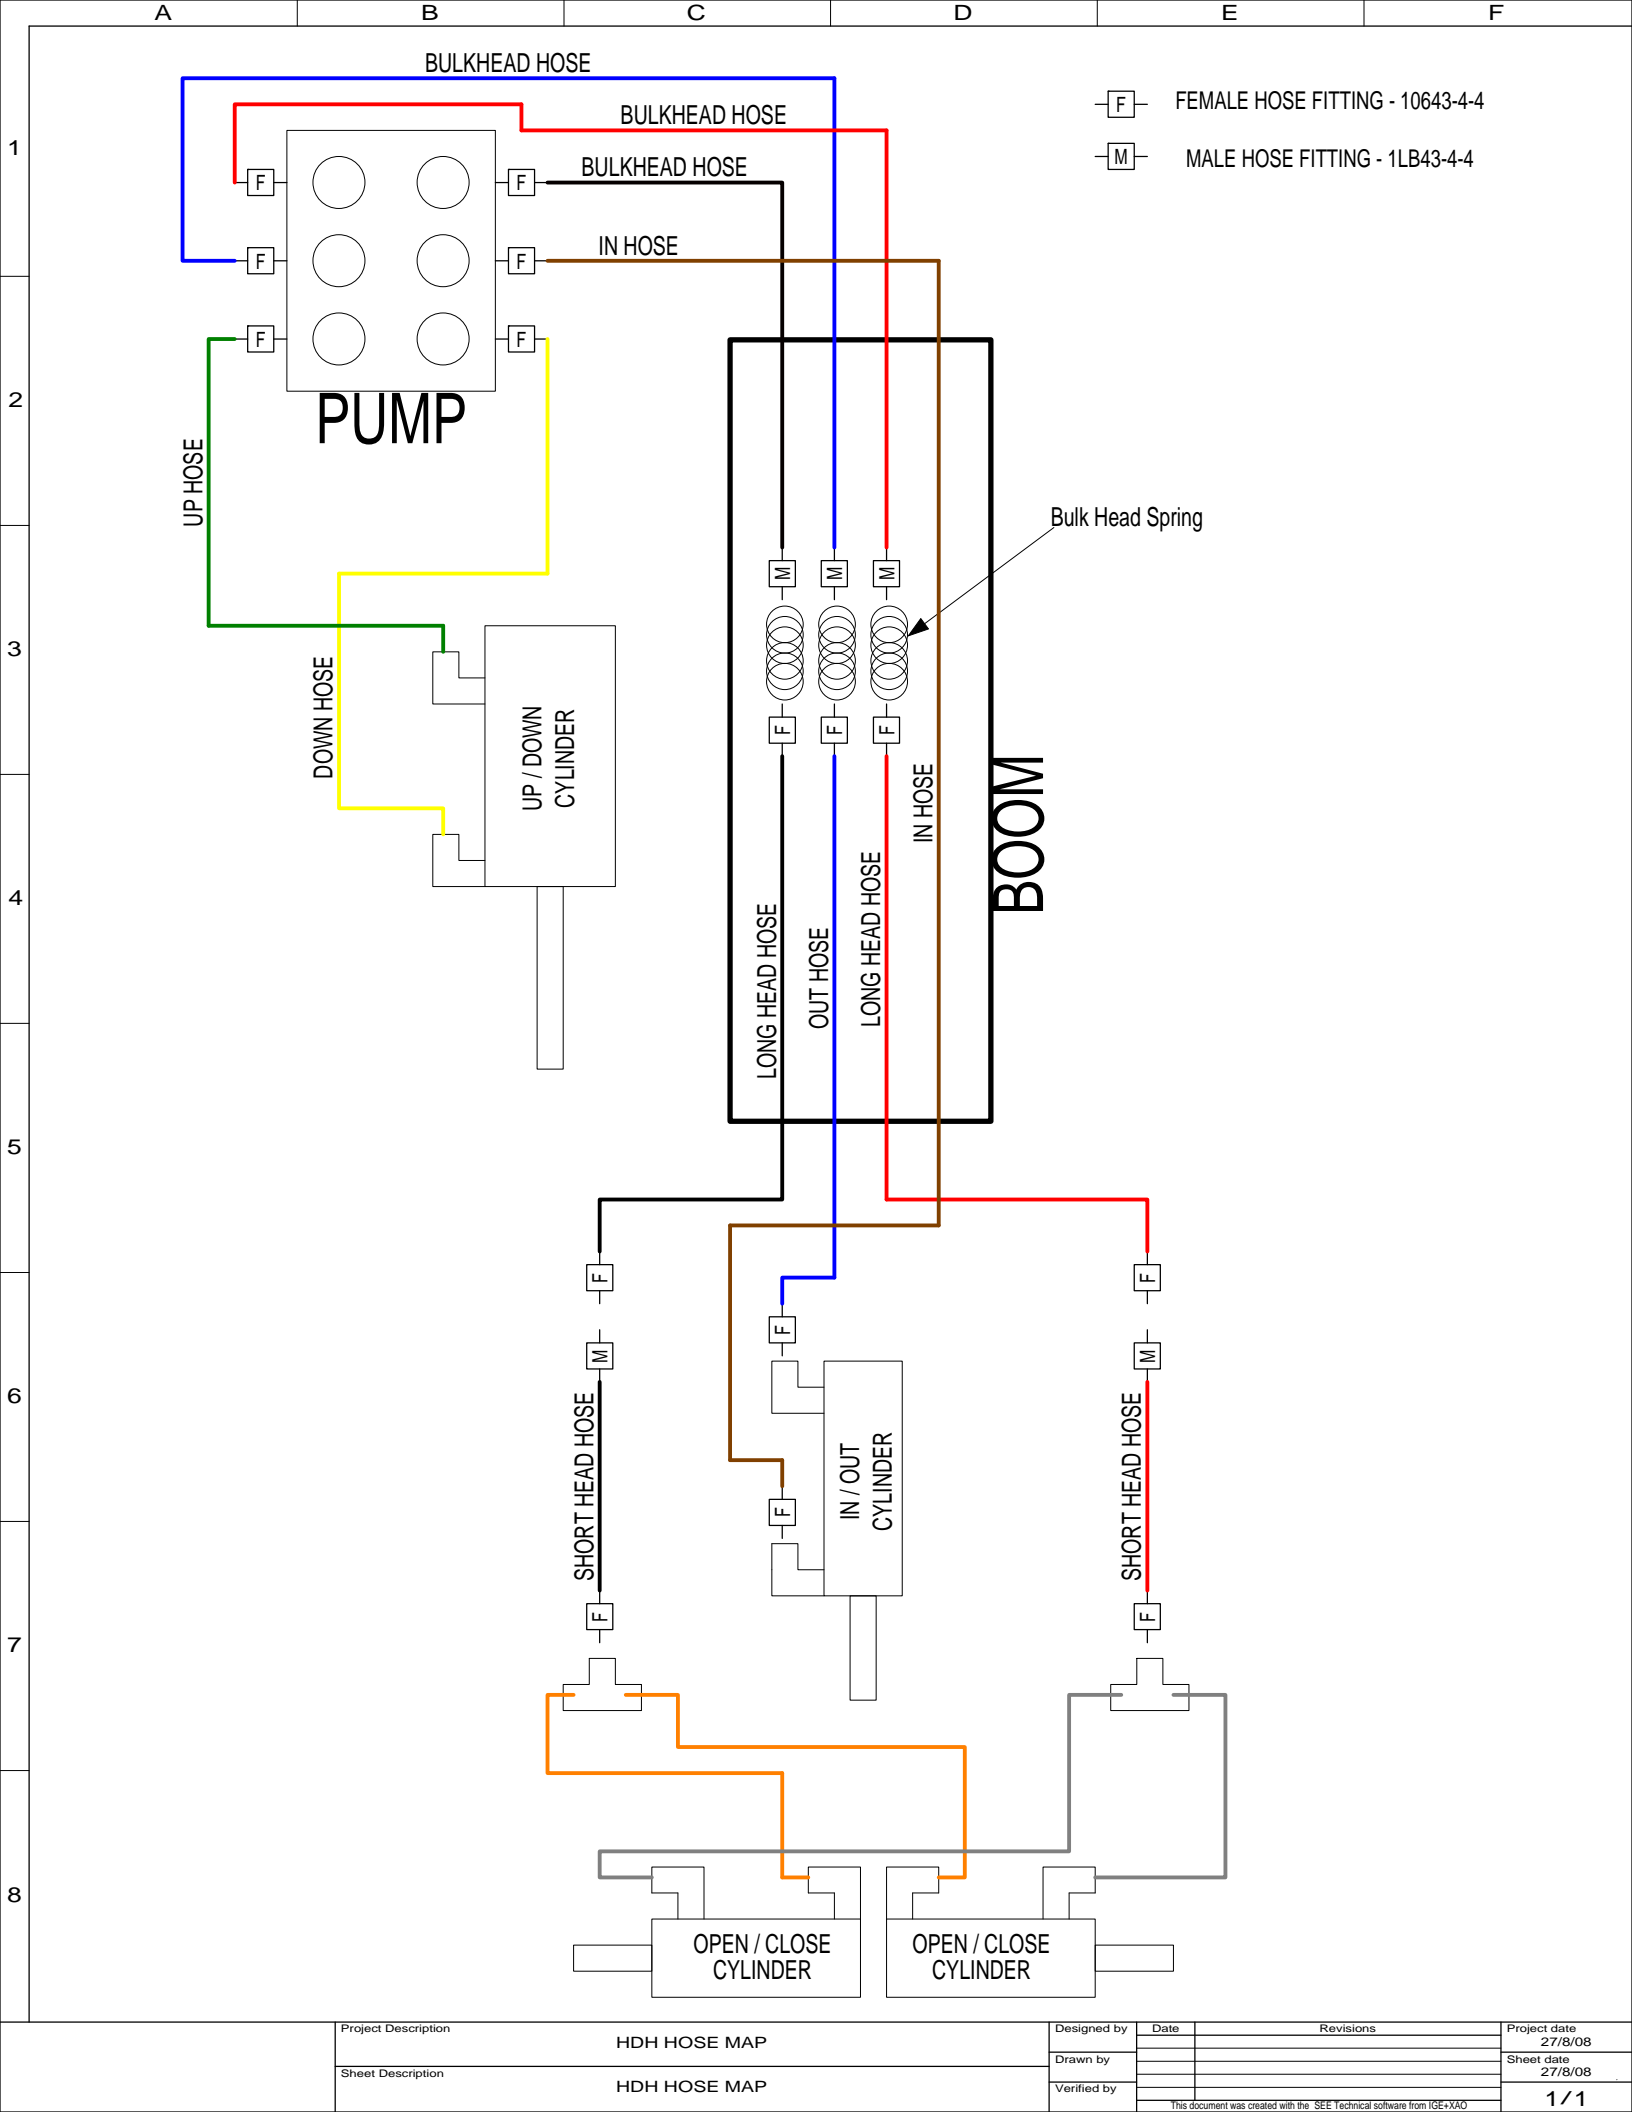 A B C D E F
BULKHEAD HOSE
BULKHEAD HOSE
BULKHEAD HOSE
IN HOSE
F FEMALE HOSE FITTING - 10643-4-4
M MALE HOSE FITTING - 1LB43-4-4
1
F F
F F
F F
PUMP
2
UP HOSE
Bulk Head Spring
M M M
3
DOWN HOSE
UP / DOWN
CYLINDER
F F F
IN HOSE
BOOM
4
LONG HEAD HOSE
OUT HOSE
LONG HEAD HOSE
5
F F
F
M M
6
SHORT HEAD HOSE
IN / OUT
CYLINDER
SHORT HEAD HOSE
F
F F
7
8
OPEN / CLOSE
CYLINDER
OPEN / CLOSE
CYLINDER
Project Description
HDH HOSE MAP
Sheet Description
HDH HOSE MAP
Designed by
Drawn by
Verified by
Date
Revisions
Project date
27/8/08
Sheet date
27/8/08
1/1
This document was created with the SEE Technical software from IGE+XAO